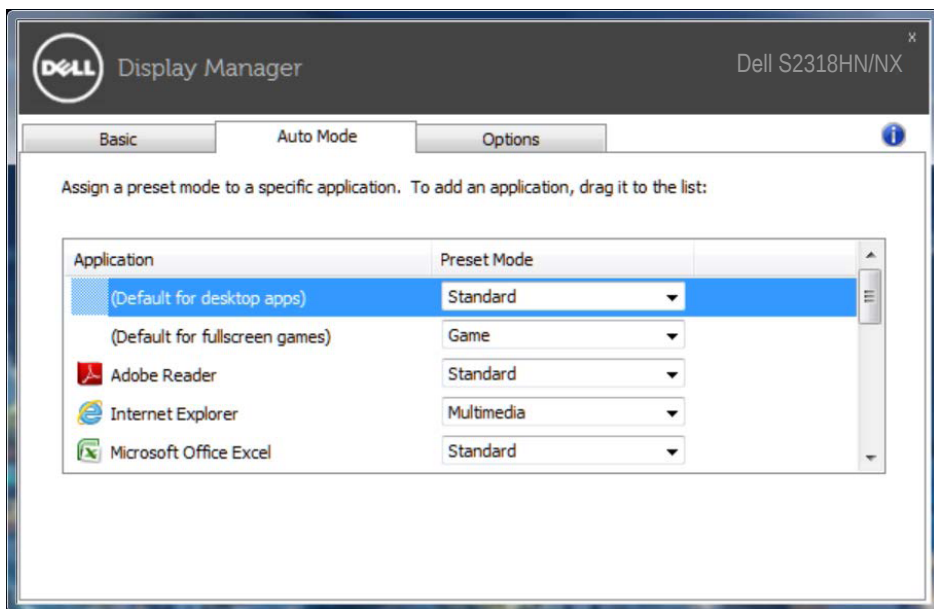 DELL Display Manager
Dell S2318HN/NX
x
Basic Auto Mode Options
Assign a preset mode to a specific application. To add an application, drag it to the list:
Application Preset Mode
(Default for desktop apps) Standard
(Default for fullscreen games) Game
Adobe Reader Standard
Internet Explorer Multimedia
Microsoft Office Excel Standard